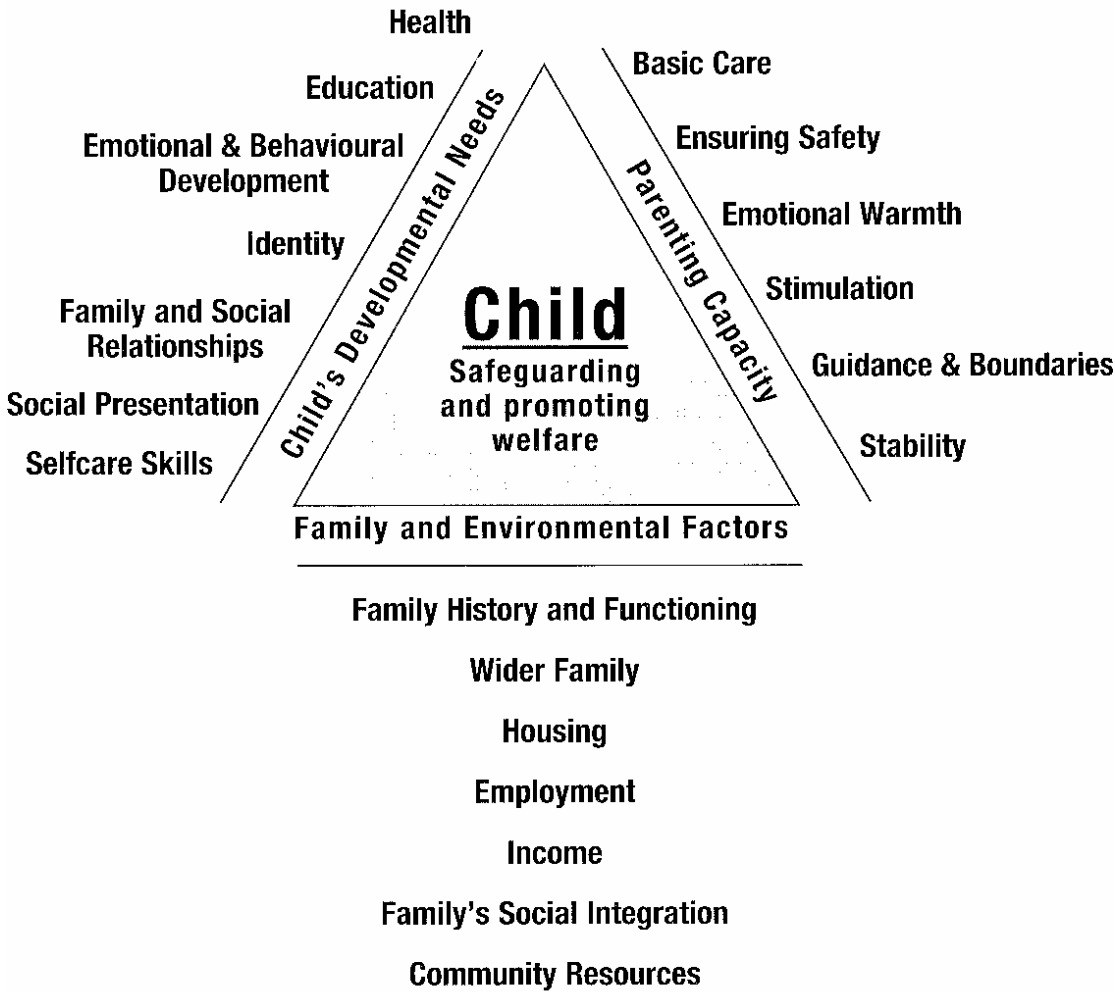 Health
Education
Emotional & Behavioural
Development
Identity
Family and Social
Relationships
Social Presentation
Selfcare Skills
Child's Developmental Needs
Child
Safeguarding
and promoting
welfare
Parenting Capacity
Basic Care
Ensuring Safety
Emotional Warmth
Stimulation
Guidance & Boundaries
Stability
Family and Environmental Factors
Family History and Functioning
Wider Family
Housing
Employment
Income
Family's Social Integration
Community Resources